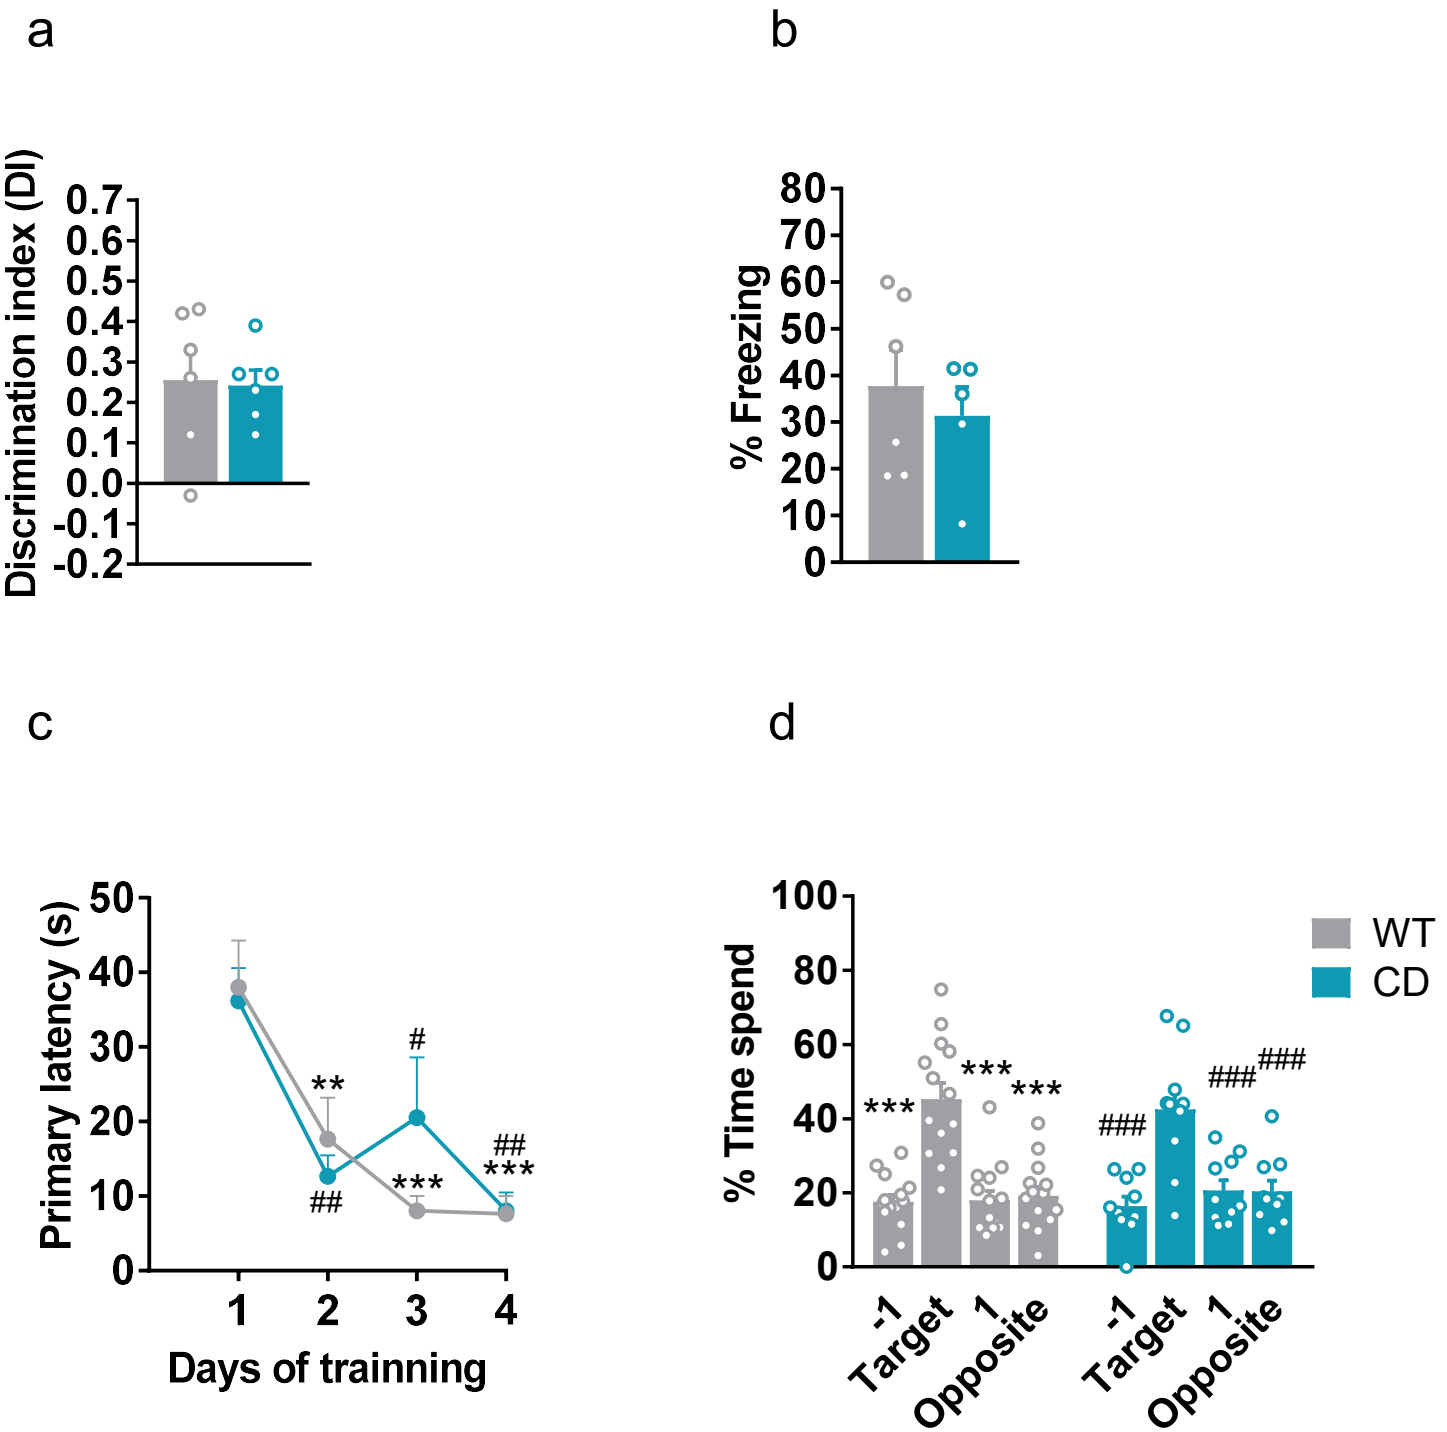 a
Discrimination index (DI)
0.7
0.6
0.5
0.4
0.3
0.2
0.1
0.0
-0.1
-0.2
b
% Freezing
80
70
60
50
40
30
20
10
0
c
Primary latency (s)
50
40
30
20
10
0
**
##
#
***
##
***
1 2 3 4
Days of trainning
d
% Time spend
100
80
60
40
20
0
***
***
***
###
###
###
-1
Target
1
Opposite
-1
Target
1
Opposite
WT
CD